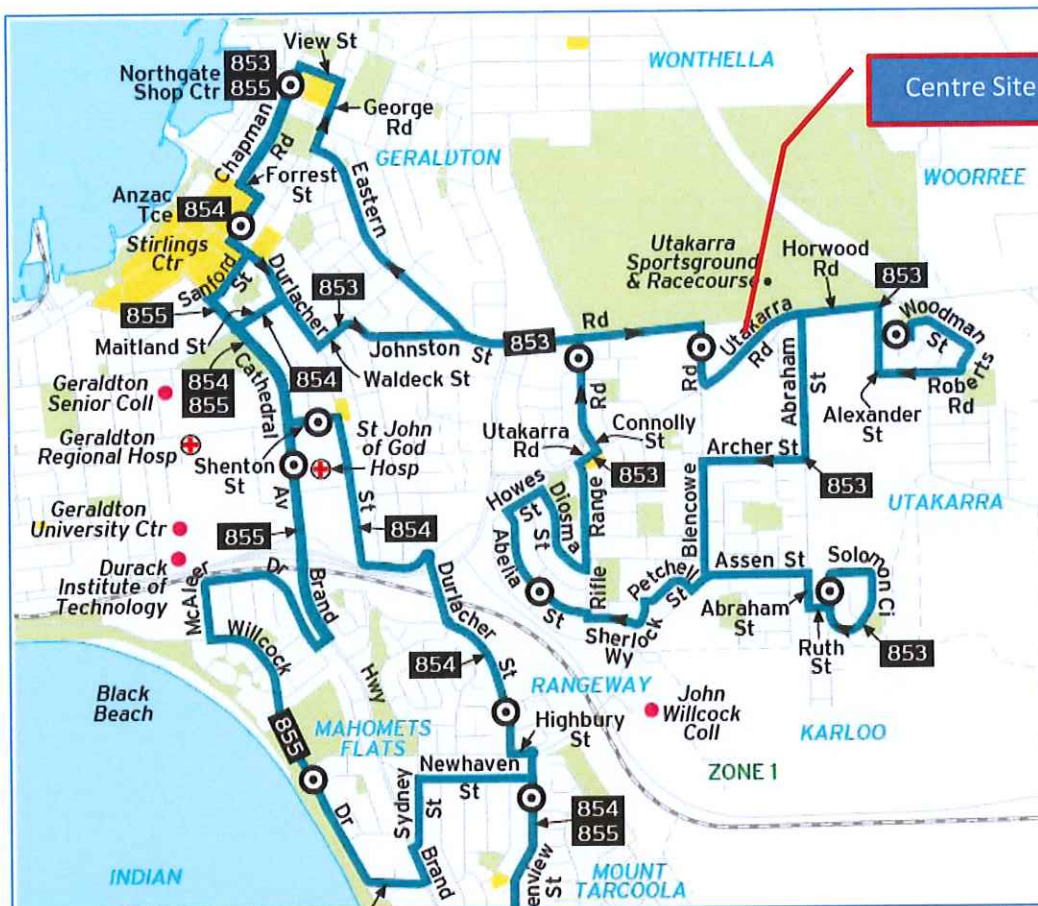 View St
853
855
Northgate
Shop Ctr
WONTHELLA
Centre Site
George
Rd
Chapman
Rd
GERALDTON
Forrest
St
WOORREE
Anzac
Tce
854
Eastern
Stirlings
Ctr
Utakarra
Sportsground
& Racecourse
Horwood
Rd
853
Sanford
St
Durlacher
853
855
Woodman
St
853
Rd
Utakarra
Rd
Rd
Johnston
St
Maitland St
Waldeck St
854
Abraham
St
Roberts
Rd
854
855
Cathedral
Av
Geraldton
Senior Coll
Rd
Connolly
St
Alexander
St
Geraldton
Regional Hosp
Shenton
St
St John
of God
Hosp
Utakarra
Rd
853
Archer St
853
Howes
St
Diosma
St
Range
Blencowe
UTAKARRA
Geraldton
University Ctr
St
854
855
Abelia
St
Assen St
Solomon Ci
Durack
Institute of
Technology
McAleer
Dr
Brand
Rifle
Petchell
St
Durlacher
St
Abraham
St
Sherlock
Wy
Ruth
St
853
Willcock
854
Hwy
RANGEWAY
Black
Beach
John
Willcock
Coll
KARLOO
MAHOMETS
FLATS
Highbury
St
855
Newhaven
St
ZONE 1
Dr
Sydney
St
854
855
Brand
INDIAN
enview
St
MOUNT
TARCOOLA